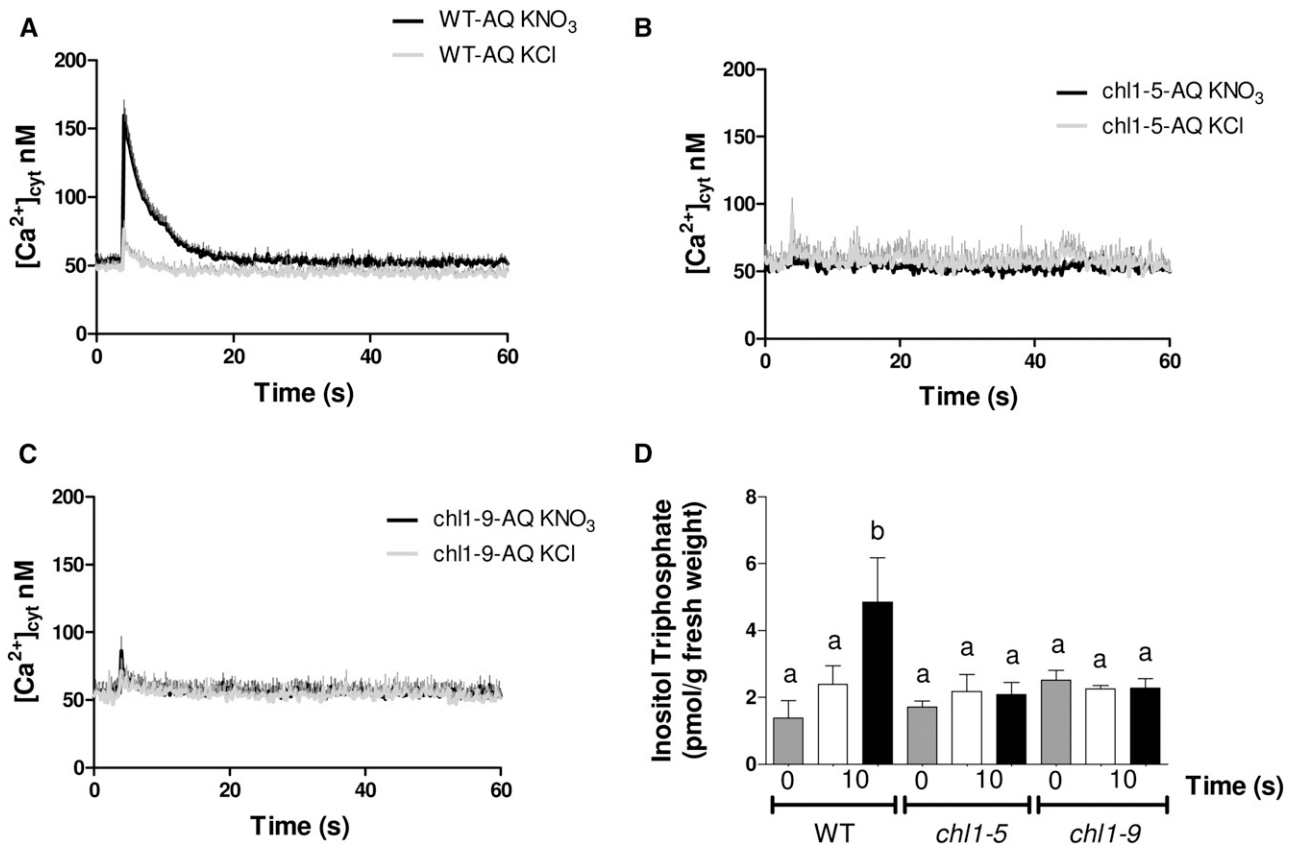 A
WT-AQ KNO₃
WT-AQ KCl
[Ca²⁺]cyt nM
200
150
100
50
0
0 20 40 60
Time (s)
B
chl1-5-AQ KNO₃
chl1-5-AQ KCl
[Ca²⁺]cyt nM
200
150
100
50
0
0 20 40 60
Time (s)
C
chl1-9-AQ KNO₃
chl1-9-AQ KCl
[Ca²⁺]cyt nM
200
150
100
50
0
0 20 40 60
Time (s)
D
Inositol Triphosphate
(pmol/g fresh weight)
8
6
4
2
0
a a b a a a a a a
0 10 0 10 0 10 Time (s)
WT chl1-5 chl1-9